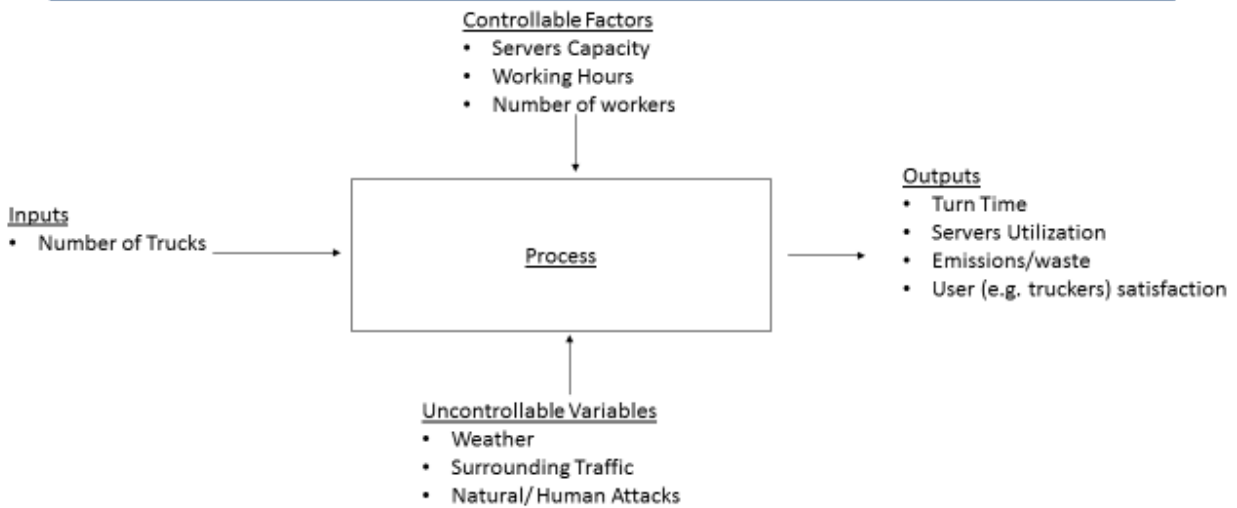 Controllable Factors
• Servers Capacity
• Working Hours
• Number of workers
Inputs
• Number of Trucks
Process
Outputs
• Turn Time
• Servers Utilization
• Emissions/waste
• User (e.g. truckers) satisfaction
Uncontrollable Variables
• Weather
• Surrounding Traffic
• Natural/ Human Attacks